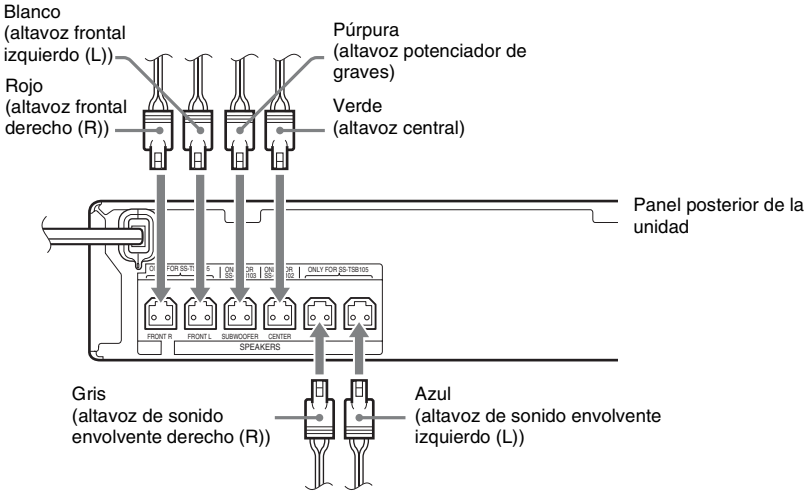 Blanco
(altavoz frontal
izquierdo (L))
Rojo
(altavoz frontal
derecho (R))
Púrpura
(altavoz potenciador de
graves)
Verde
(altavoz central)
Panel posterior de la
unidad
ONLY FOR SS-TSB105
FRONT R
FRONT L
SUBWOOFER
CENTER
SPEAKERS
Gris
(altavoz de sonido
envolvente derecho (R))
Azul
(altavoz de sonido envolvente
izquierdo (L))